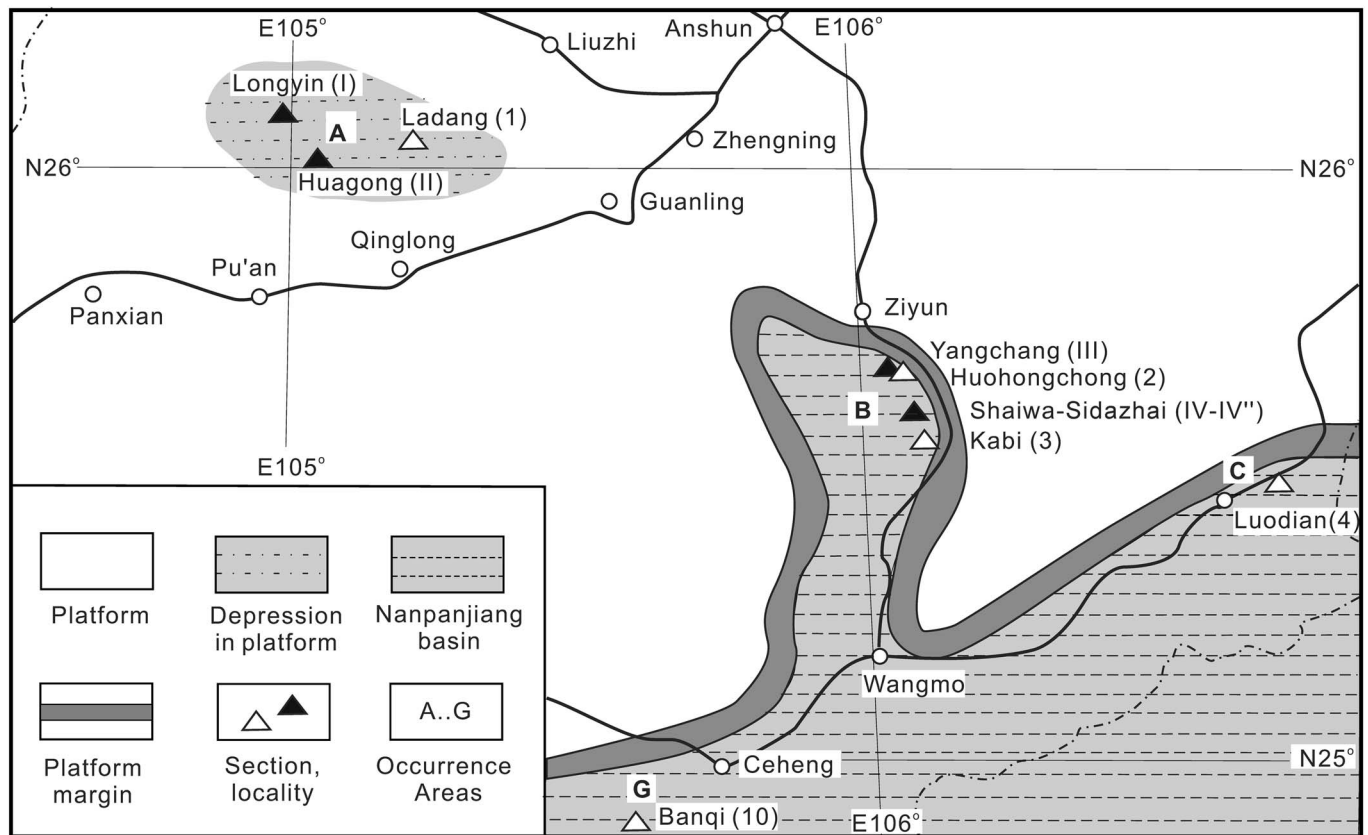 E105°
Anshun
E106°
Liuzhi
Longyin (I)
Ladang (1)
A
Zhengning
N26°
N26°
Huagong (II)
Guanling
Qinglong
Pu'an
Panxian
Ziyun
Yangchang (III)
Huohongchong (2)
B
Shaiwa-Sidazhai (IV-IV'')
Kabi (3)
E105°
C
Luodian(4)
Wangmo
Ceheng
N25°
G
Banqi (10)
E106°
Platform
Depression
in platform
Nanpanjiang
basin
A..G
Platform
margin
Section,
locality
Occurrence
Areas